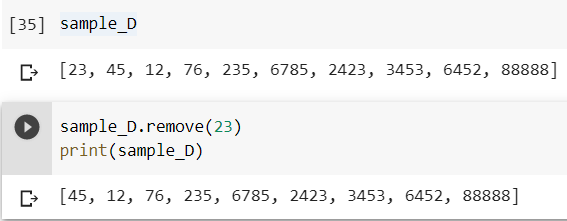 [35] sample_D
[23, 45, 12, 76, 235, 6785, 2423, 3453, 6452, 88888]
sample_D.remove(23)
print(sample_D)
[45, 12, 76, 235, 6785, 2423, 3453, 6452, 88888]